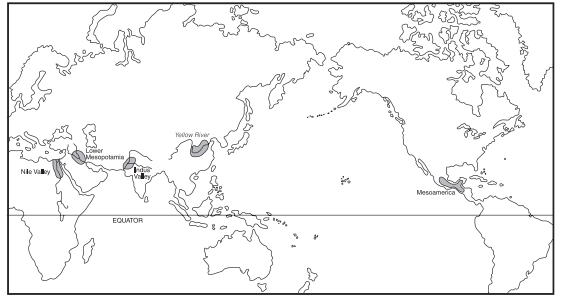 Yellow River
Lower
Mesopotamia
Nile Valley
Indus
Valley
Mesoamerica
EQUATOR